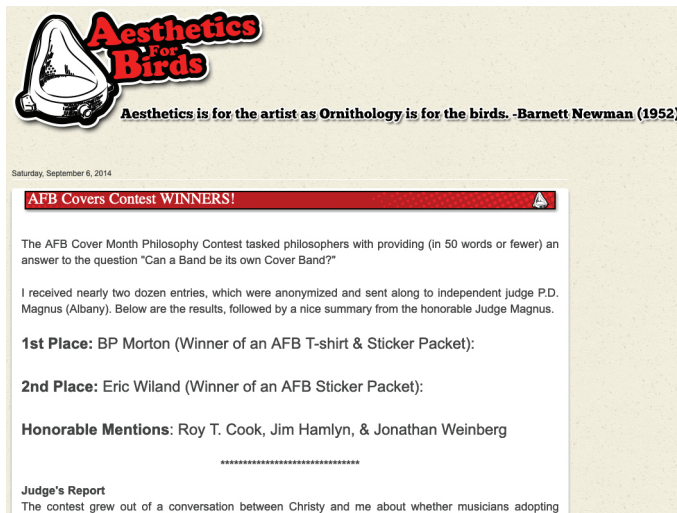 Aesthetics
For
Birds
Aesthetics is for the artist as Ornithology is for the birds. -Barnett Newman (1952)
Saturday, September 6, 2014
AFB Covers Contest WINNERS!
The AFB Cover Month Philosophy Contest tasked philosophers with providing (in 50 words or fewer) an
answer to the question "Can a Band be its own Cover Band?"
I received nearly two dozen entries, which were anonymized and sent along to independent judge P.D.
Magnus (Albany). Below are the results, followed by a nice summary from the honorable Judge Magnus.
1st Place: BP Morton (Winner of an AFB T-shirt & Sticker Packet):
2nd Place: Eric Wiland (Winner of an AFB Sticker Packet):
Honorable Mentions: Roy T. Cook, Jim Hamlyn, & Jonathan Weinberg
*******************************
Judge's Report
The contest grew out of a conversation between Christy and me about whether musicians adopting